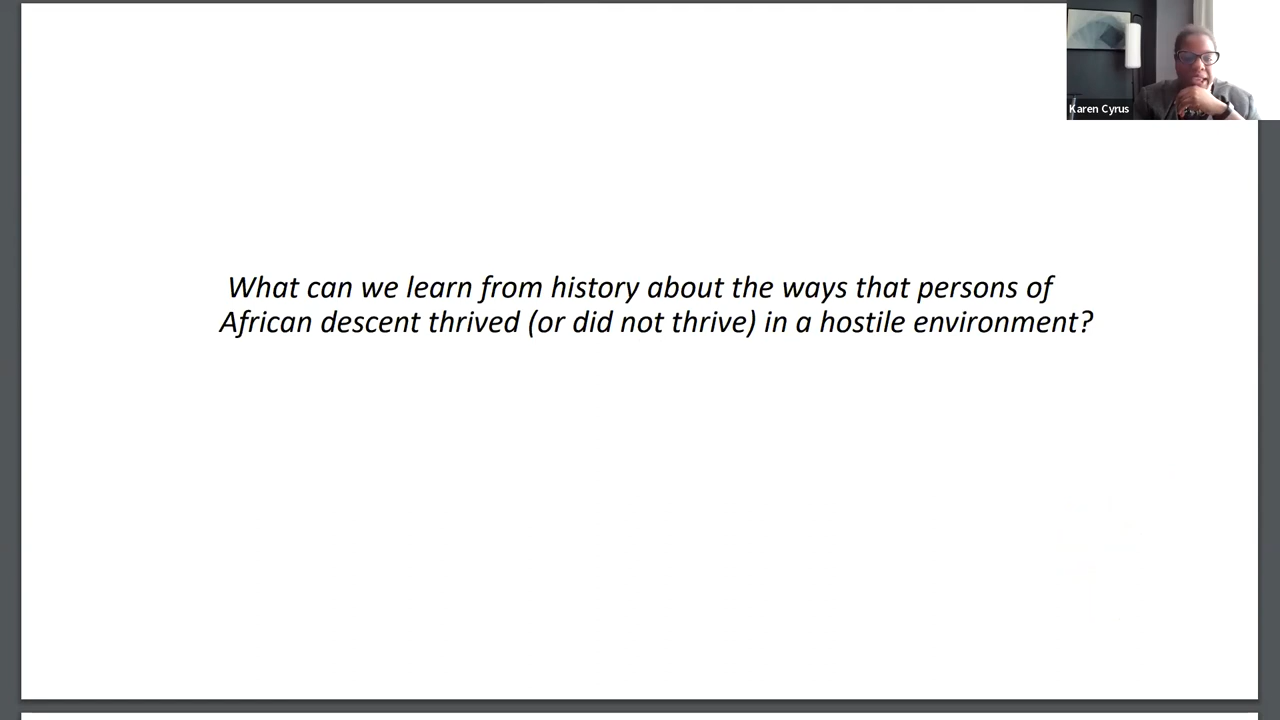 Karen Cyrus
What can we learn from history about the ways that persons of
African descent thrived (or did not thrive) in a hostile environment?